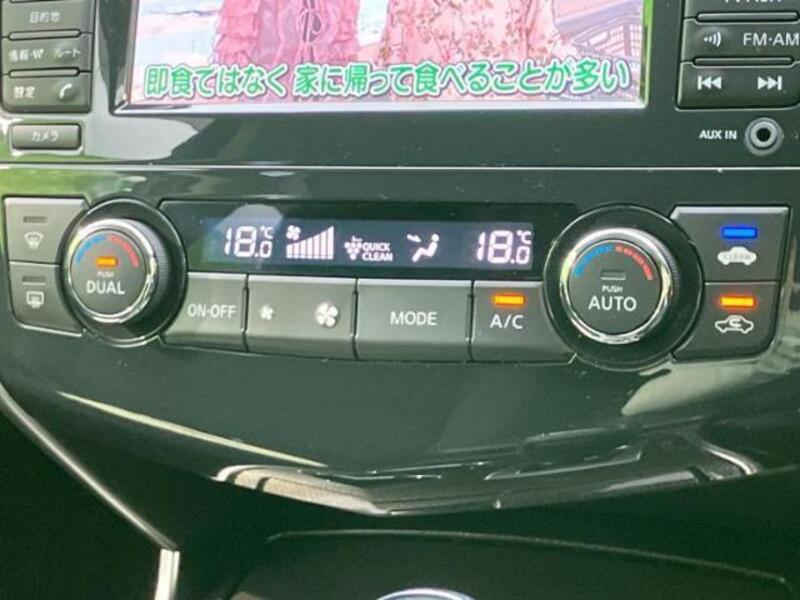 目的地
情報・VV ルート
設定
カメラ
即食ではなく 家に帰って食べることが多い
FM・AM
AUX IN
18.0℃
QUICK CLEAN
18.0℃
PUSH
DUAL
ON・OFF
MODE
A/C
PUSH
AUTO
CLEAN